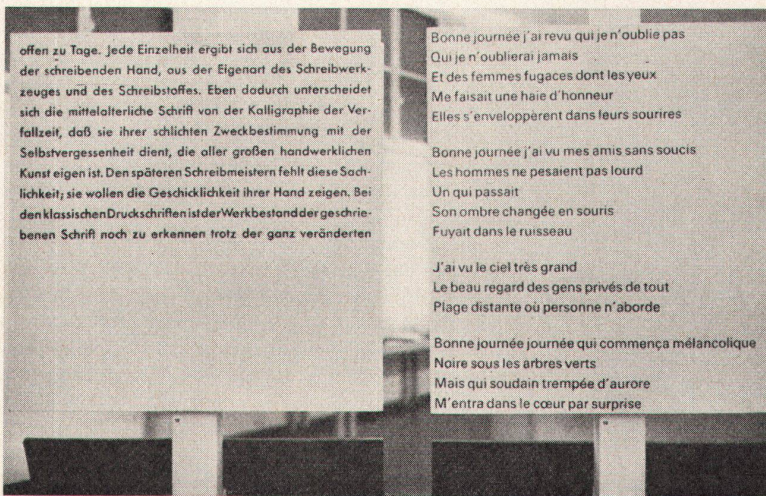 offen zu Tage. Jede Einzelheit ergibt sich aus der Bewegung
der schreibenden Hand, aus der Eigenart des Schreibwerk-
zeuges und des Schreibstoffes. Eben dadurch unterscheidet
sich die mittelalterliche Schrift von der Kalligraphie der Ver-
fallzeit, daß sie ihrer schlichten Zweckbestimmung mit der
Selbstvergessenheit dient, die aller großen handwerklichen
Kunst eigen ist. Den späteren Schreibmeistern fehlt diese Sach-
lichkeit; sie wollen die Geschicklichkeit ihrer Hand zeigen. Bei
den klassischen Druckschriften ist der Werkbestand der geschrie-
benen Schrift noch zu erkennen trotz der ganz veränderten

Bonne journée j'ai revu qui je n'oublie pas
Qui je n'oublierai jamais
Et des femmes fugaces dont les yeux
Me faisait une haie d'honneur
Elles s'enveloppèrent dans leurs sourires

Bonne journée j'ai vu mes amis sans soucis
Les hommes ne pesaient pas lourd
Un qui passait
Son ombre changée en souris
Fuyait dans le ruisseau

J'ai vu le ciel très grand
Le beau regard des gens privés de tout
Plage distante où personne n'aborde

Bonne journée journée qui commença mélancolique
Noire sous les arbres verts
Mais qui soudain trempée d'aurore
M'entra dans le cœur par surprise